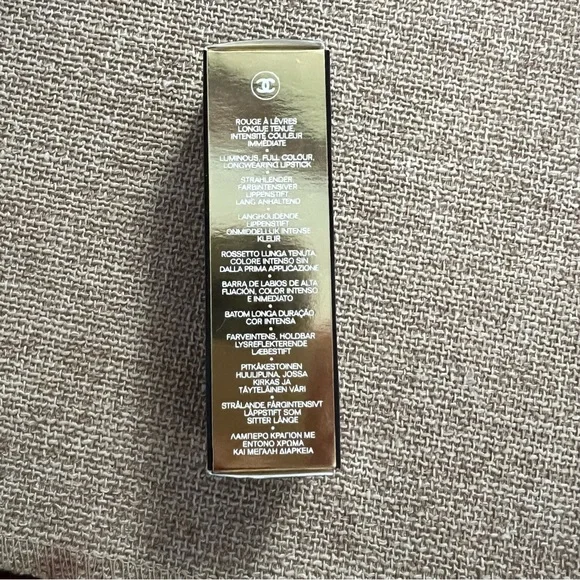 ROUGE À LÈVRES
LONGUE TENUE,
INTENSITÉ COULEUR
IMMÉDIATE
LUMINOUS, FULL COLOUR,
LONGWEARING LIPSTICK
STRAHLENDER,
FARBINTENSIVER
LIPPENSTIFT,
LANG ANHALTEND
LANGHOUDENDE
LIPPENSTIFT
ONMIDDELLIJK INTENSE
KLEUR
ROSSETTO LUNGA TENUTA,
COLORE INTENSO SIN
DALLA PRIMA APPLICAZIONE
BARRA DE LABIOS DE ALTA
FIJACIÓN, COLOR INTENSO
E INMEDIATO
BATOM LONGA DURAÇÃO
COR INTENSA
FARVEINTENS, HOLDBAR
LYSREFLEKTERENDE
LÆBESTIFT
PITKÄKESTOINEN
HUULIPUNA, JOSSA
KIRKAS JA
TÄYTELÄINEN VÄRI
STRÅLANDE, FÄRGINTENSIVT
LÄPPSTIFT SOM
SITTER LÄNGE
ΛΑΜΠΕΡΟ ΚΡΑΓΙΟΝ ΜΕ
ΕΝΤΟΝΟ ΧΡΩΜΑ
ΚΑΙ ΜΕΓΑΛΗ ΔΙΑΡΚΕΙΑ